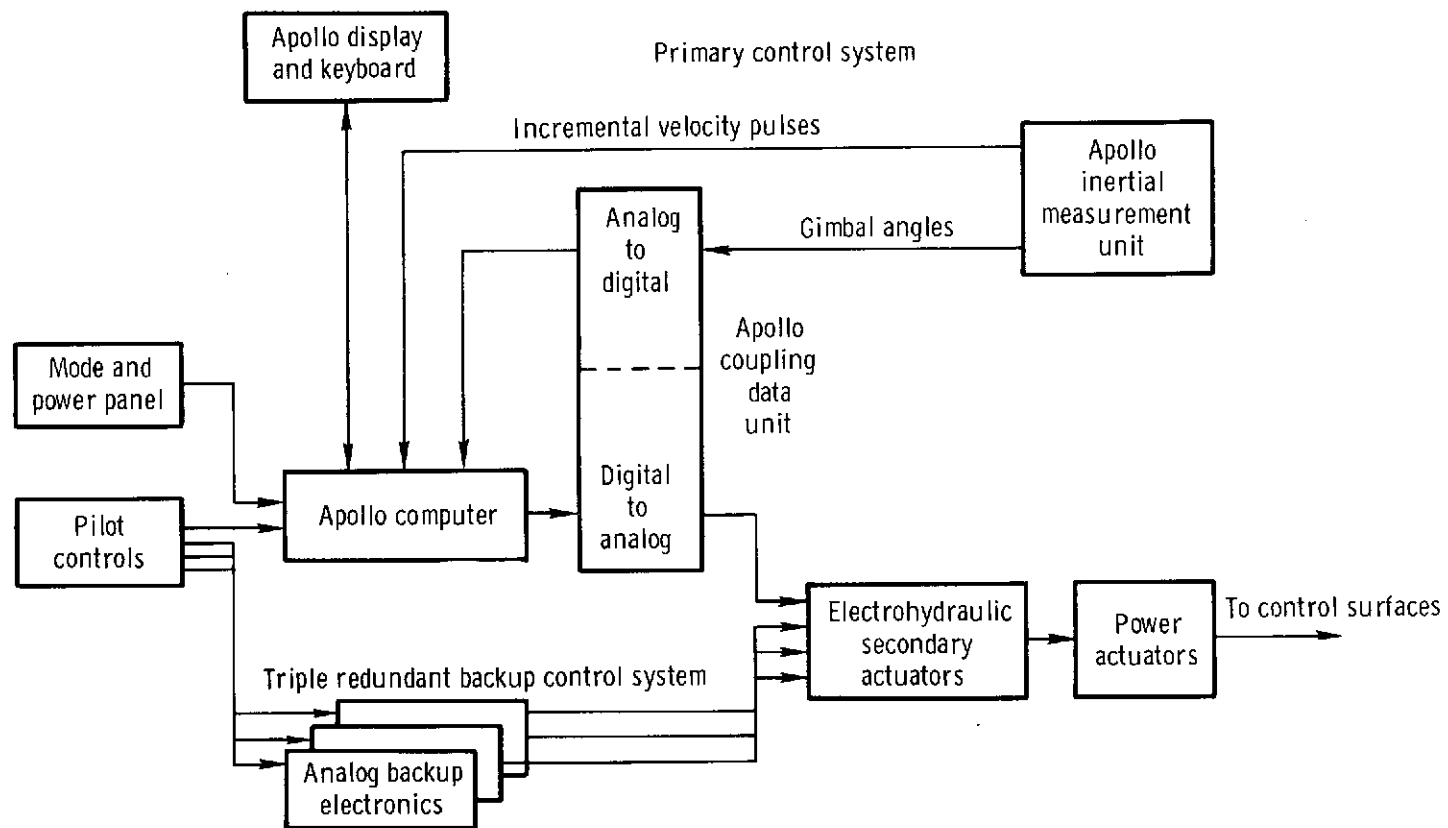 Apollo display
and keyboard
Primary control system
Incremental velocity pulses
Apollo
inertial
measurement
unit
Analog
to
digital
Gimbal angles
Apollo
coupling
data
unit
Mode and
power panel
Digital
to
analog
Apollo computer
Pilot
controls
Electrohydraulic
secondary
actuators
Power
actuators
To control surfaces
Triple redundant backup control system
Analog backup
electronics